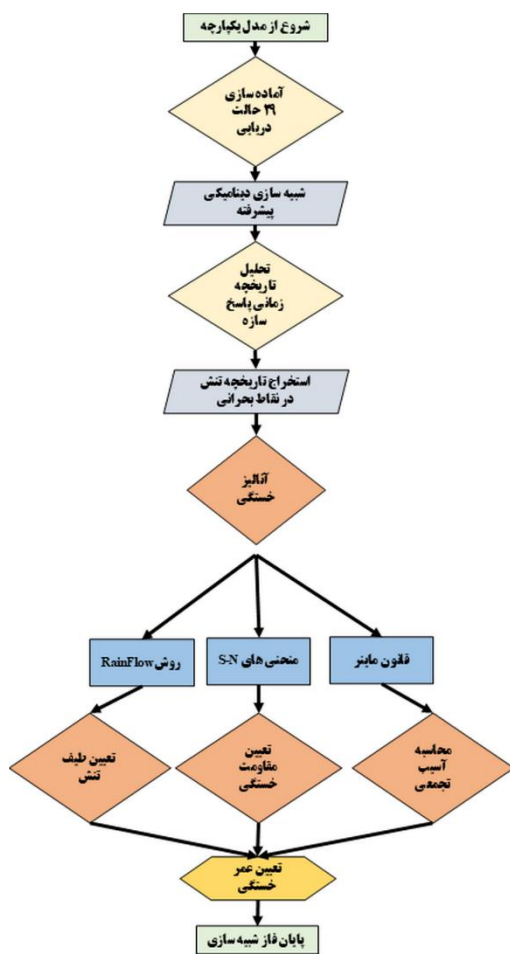 شروع از مدل یکپارچه
آماده سازی
۲۹ حالت
دریایی
شبیه سازی دینامیکی
پیشرفته
تحلیل
تاریخچه
زمانی پاسخ
سازه
استخراج تاریخچه تنش
در نقاط بحرانی
آنالیز
خستگی
قانون ماینر
منحنی های S-N
روش RainFlow
محاسبه
آسیب
تجمعی
تعیین
مقاومت
خستگی
تعیین طیف
تنش
تعیین عمر
خستگی
پایان فاز شبیه سازی